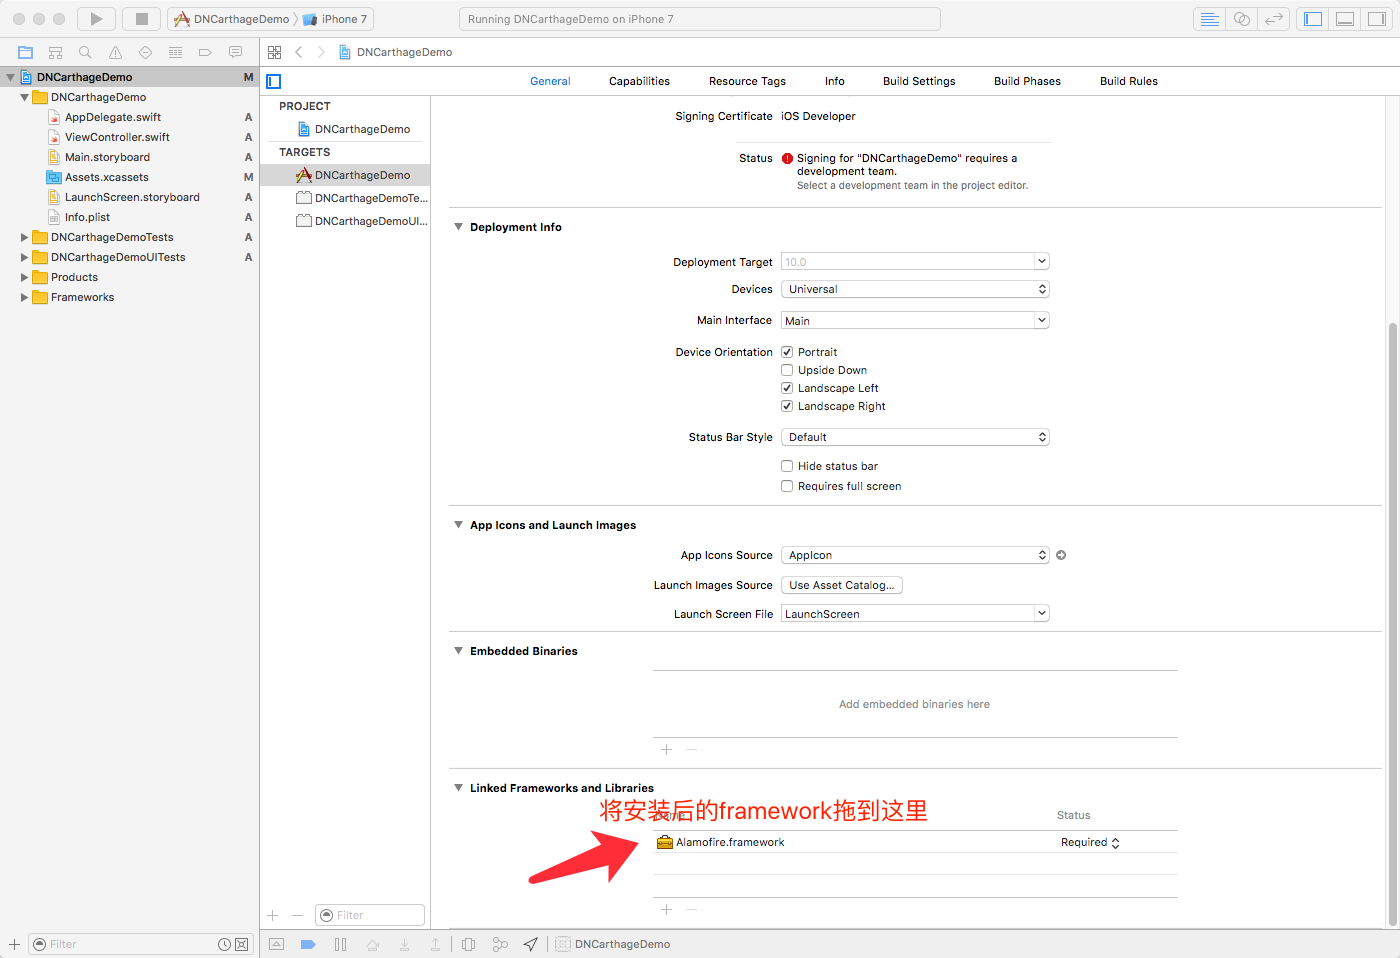 DNCarthageDemo
iPhone 7
Running DNCarthageDemo on iPhone 7
DNCarthageDemo
DNCarthageDemo M
DNCarthageDemo
AppDelegate.swift A
ViewController.swift A
Main.storyboard A
Assets.xcassets M
LaunchScreen.storyboard A
Info.plist A
DNCarthageDemoTests A
DNCarthageDemoUITests A
Products
Frameworks
Filter
General Capabilities Resource Tags Info Build Settings Build Phases Build Rules
PROJECT
DNCarthageDemo
TARGETS
DNCarthageDemo
DNCarthageDemoTe...
DNCarthageDemoUI...
Filter
Signing Certificate iOS Developer
Status Signing for "DNCarthageDemo" requires a
development team.
Select a development team in the project editor.
Deployment Info
Deployment Target 10.0
Devices Universal
Main Interface Main
Device Orientation Portrait
Upside Down
Landscape Left
Landscape Right
Status Bar Style Default
Hide status bar
Requires full screen
App Icons and Launch Images
App Icons Source AppIcon
Launch Images Source Use Asset Catalog...
Launch Screen File LaunchScreen
Embedded Binaries
Add embedded binaries here
Linked Frameworks and Libraries
将安装后的framework拖到这里
Status
Alamofire.framework Required
DNCarthageDemo